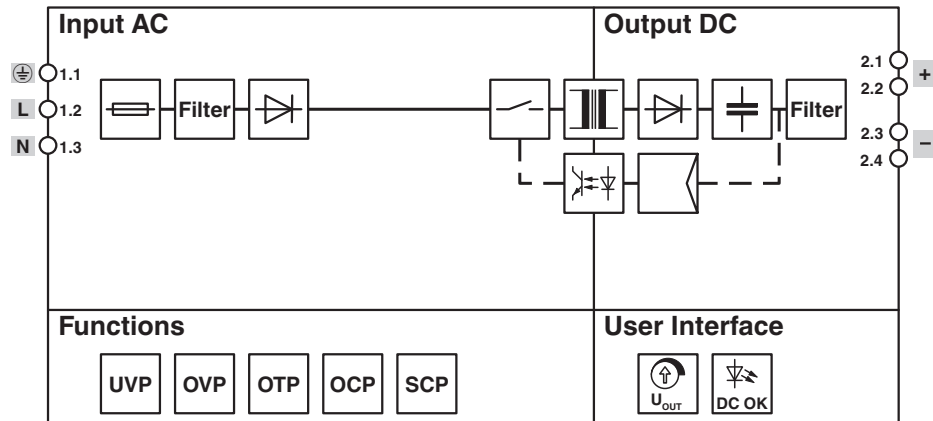 Input AC
Output DC
1.1
L
1.2
N
1.3
Filter
Filter
2.1
2.2
+
2.3
2.4
−
Functions
UVP
OVP
OTP
OCP
SCP
User Interface
UOUT
DC OK